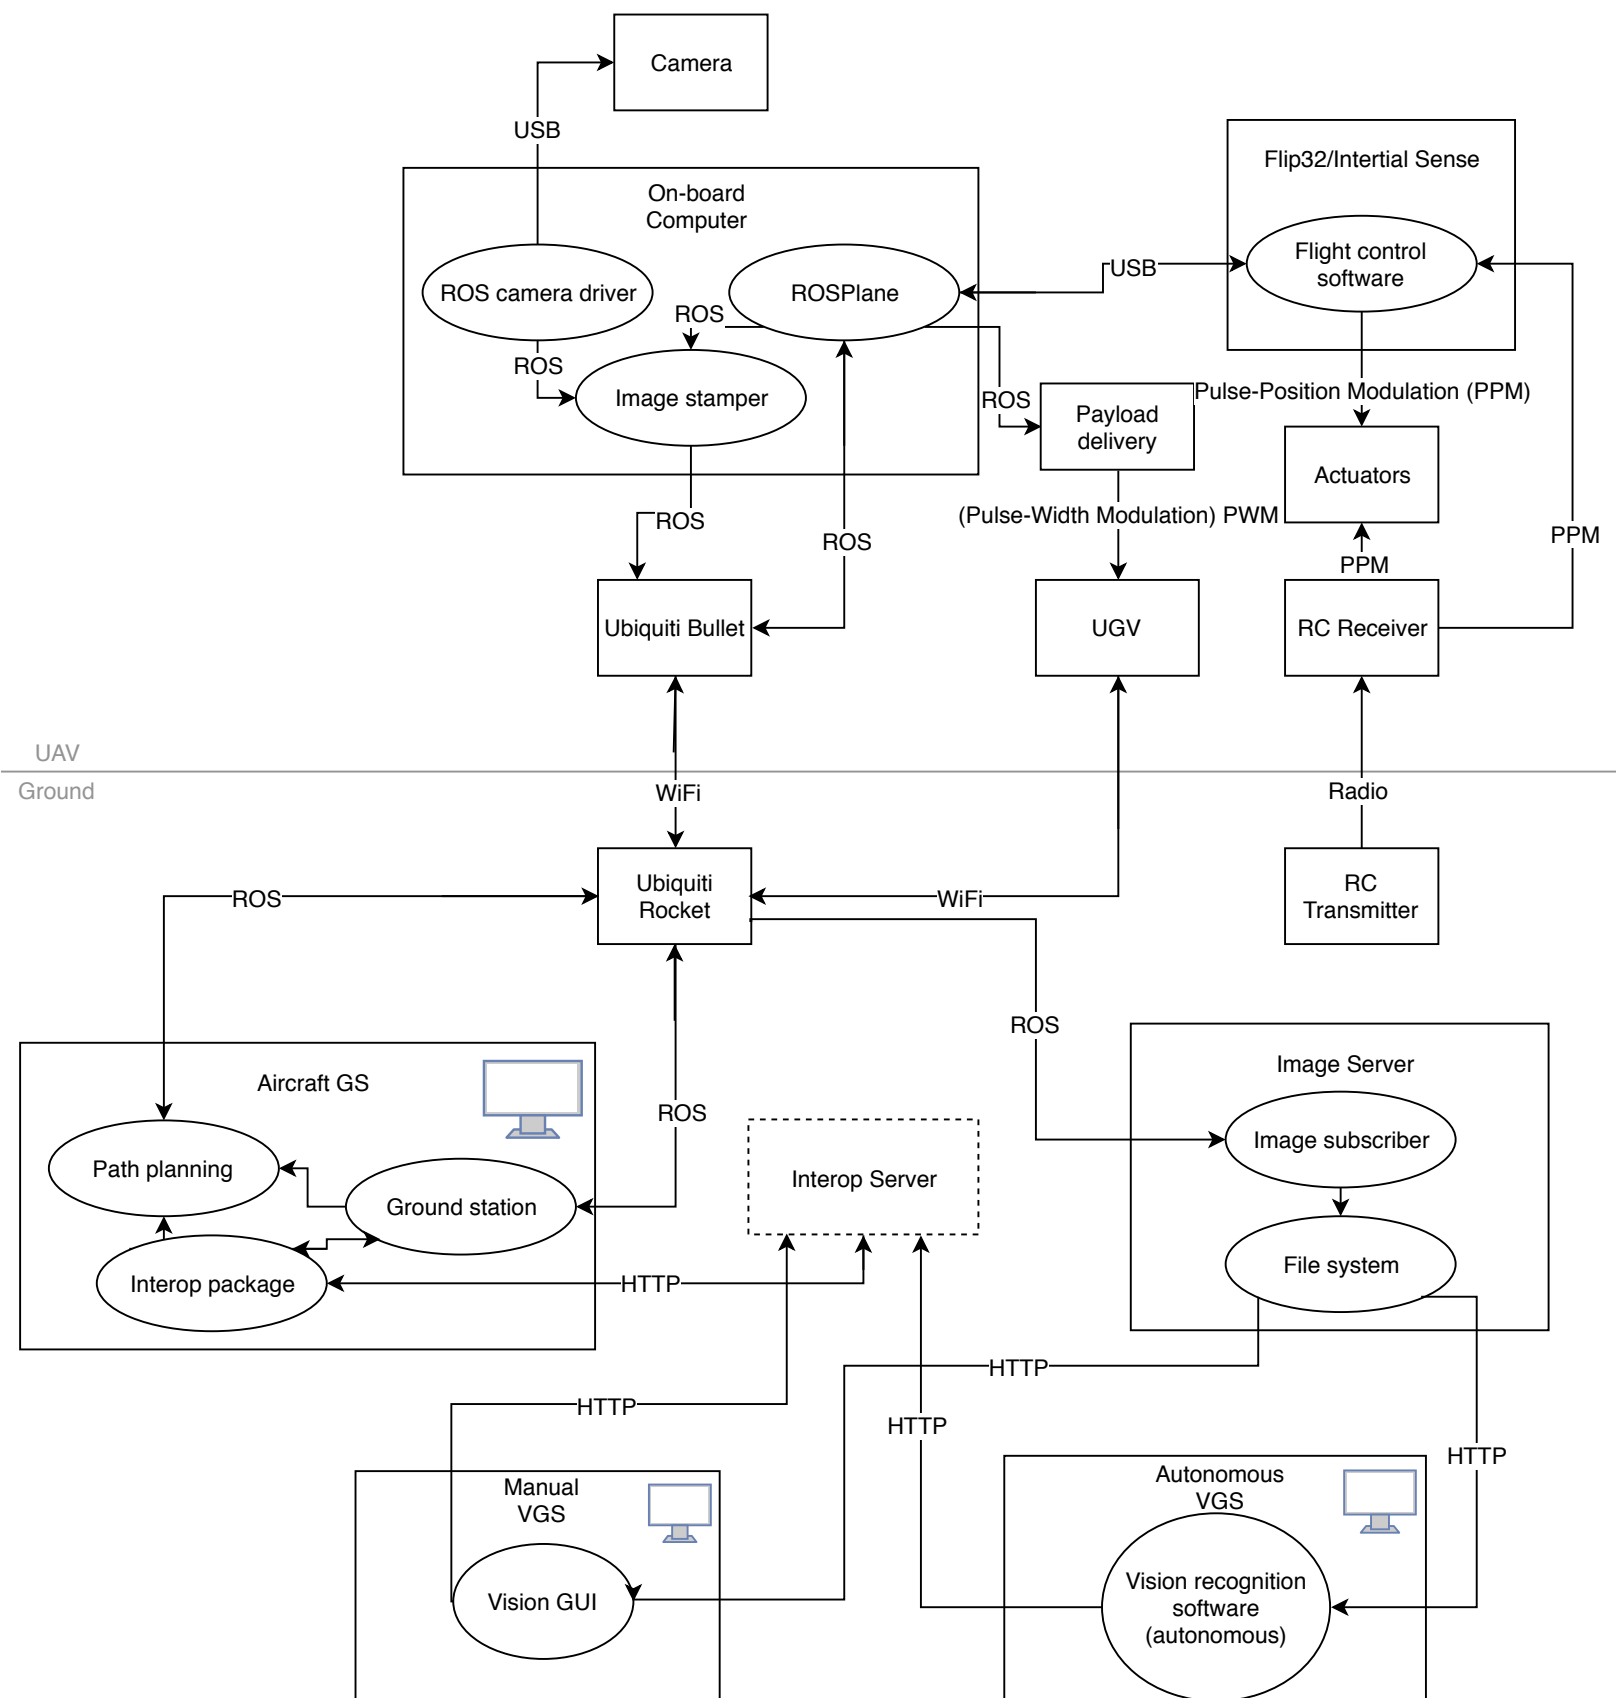 Camera
USB
Flip32/Intertial Sense
On-board
Computer
Flight control
software
USB
ROS camera driver
ROSPlane
ROS
ROS
Image stamper
ROS
Payload
delivery
Pulse-Position Modulation (PPM)
Actuators
ROS
(Pulse-Width Modulation) PWM
ROS
PPM
PPM
Ubiquiti Bullet
UGV
RC Receiver
UAV
Ground
WiFi
Radio
Ubiquiti
Rocket
ROS
WiFi
RC
Transmitter
ROS
Image Server
Aircraft GS
ROS
Image subscriber
Path planning
Interop Server
Ground station
File system
Interop package
HTTP
HTTP
HTTP
HTTP
HTTP
Manual
VGS
Autonomous
VGS
Vision GUI
Vision recognition
software
(autonomous)